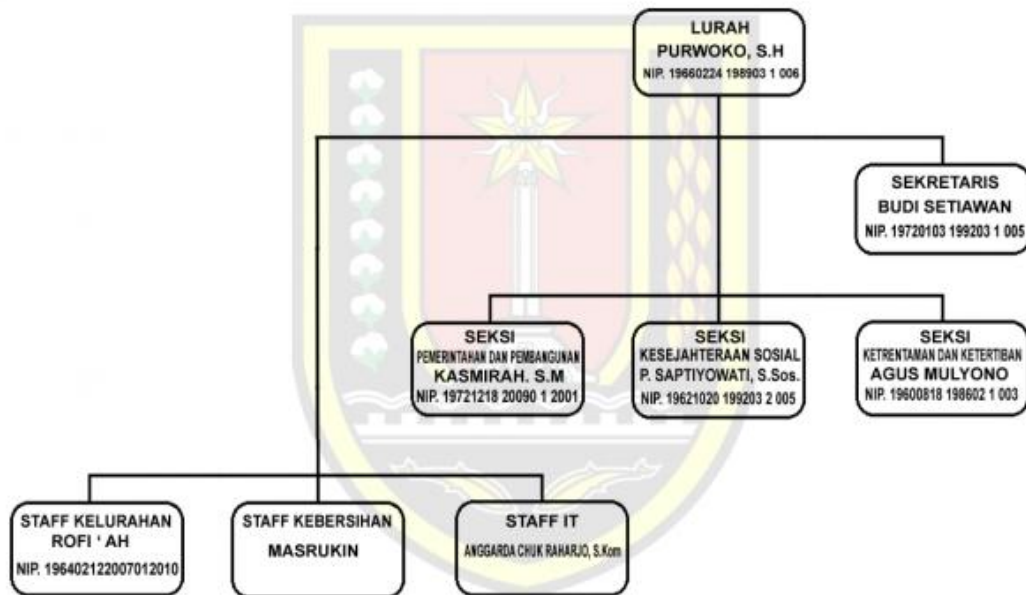 LURAH
PURWOKO, S.H
NIP. 19660224 198903 1 006
SEKRETARIS
BUDI SETIAWAN
NIP. 19720103 199203 1 005
SEKSI
PEMERINTAHAN DAN PEMBANGUNAN
KASMIRAH. S.M
NIP. 19721218 20090 1 2001
SEKSI
KESEJAHTERAAN SOSIAL
P. SAPTIYOWATI, S.Sos.
NIP. 19621020 199203 2 005
SEKSI
KETRENTAMAN DAN KETERTIBAN
AGUS MULYONO
NIP. 19600818 198602 1 003
STAFF KELURAHAN
ROFI ' AH
NIP. 196402122007012010
STAFF KEBERSIHAN
MASRUKIN
STAFF IT
ANGGARDA CHUK RAHARJO, S.Kom